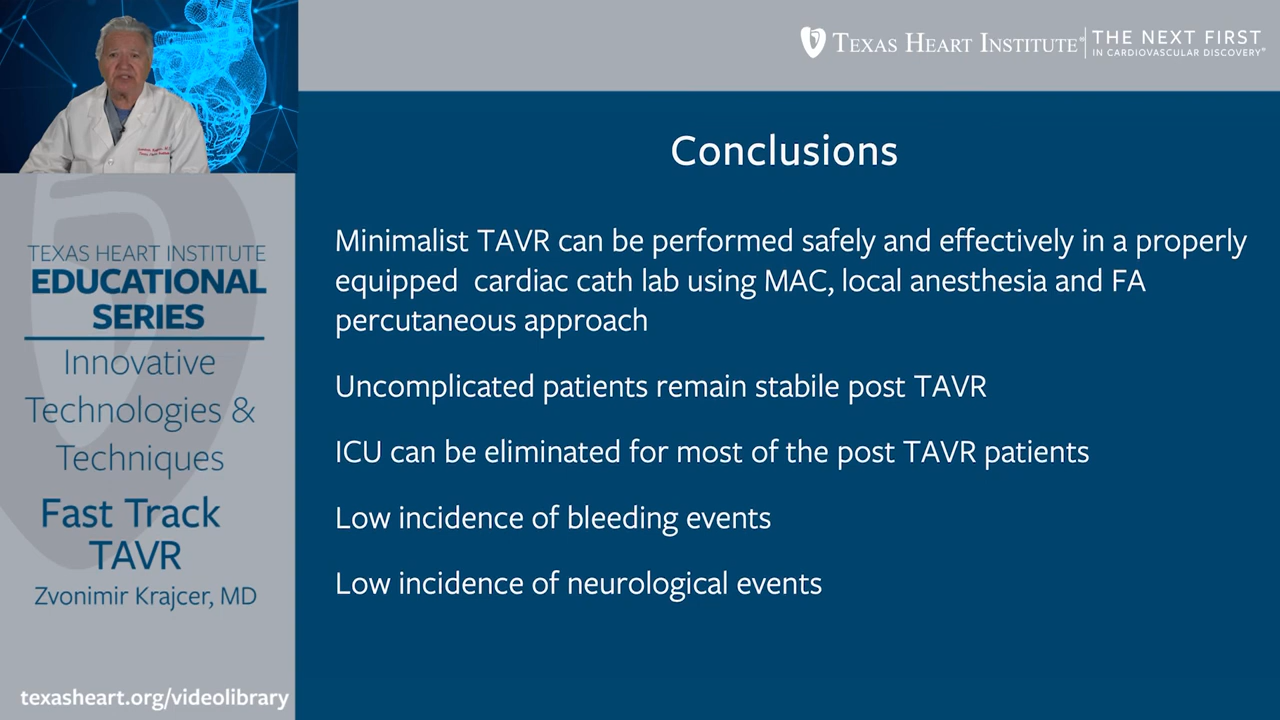 TEXAS HEART INSTITUTE®
THE NEXT FIRST
IN CARDIOVASCULAR DISCOVERY®
TEXAS HEART INSTITUTE
EDUCATIONAL
SERIES
Innovative
Technologies &
Techniques
Fast Track
TAVR
Zvonimir Krajcer, MD
texasheart.org/videolibrary
Conclusions
Minimalist TAVR can be performed safely and effectively in a properly
equipped cardiac cath lab using MAC, local anesthesia and FA
percutaneous approach
Uncomplicated patients remain stabile post TAVR
ICU can be eliminated for most of the post TAVR patients
Low incidence of bleeding events
Low incidence of neurological events